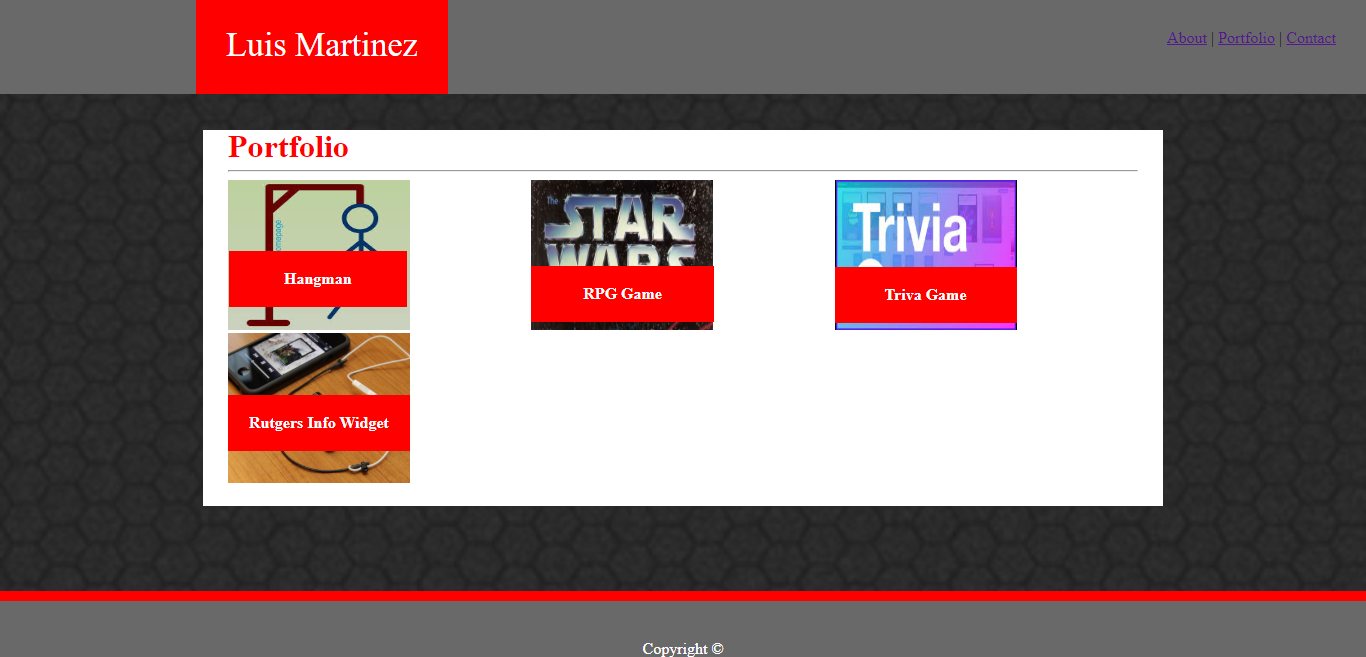 Luis Martinez
About | Portfolio | Contact
Portfolio
Hangman
The
STAR
WARS
RPG Game
Trivia
Triva Game
Rutgers Info Widget
Copyright ©